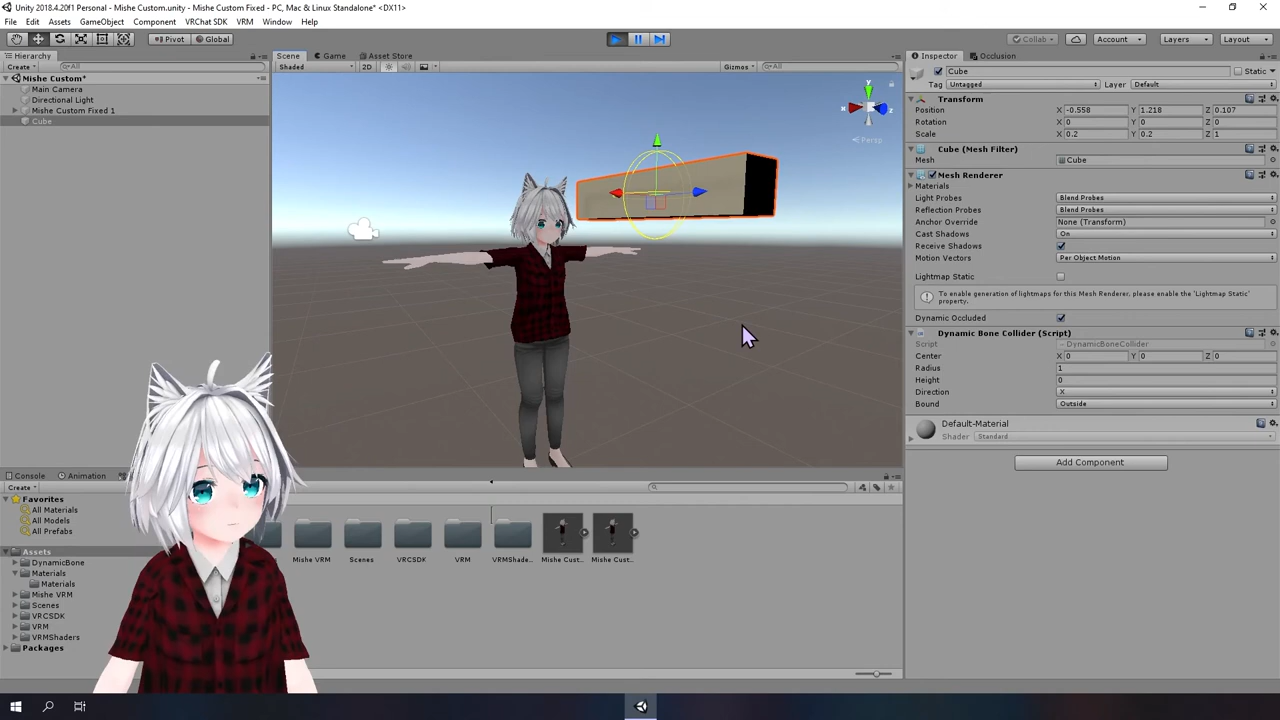 Unity 2018.4.20f1 Personal - Mishe Custom.unity - Mishe Custom Fixed - PC, Mac & Linux Standalone* <DX11>
File Edit Assets GameObject Component VRChat SDK VRM Window Help
Pivot Global Collab Account Layers Layout
Hierarchy
Create All
Mishe Custom*
Main Camera
Directional Light
Mishe Custom Fixed 1
Cube
Scene Game Asset Store
Shaded 2D Gizmos All
y
x
z
Persp
Inspector Occlusion
Cube Static
Tag Untagged Layer Default
Transform
Position X -0.558 Y 1.218 Z 0.107
Rotation X 0 Y 0 Z 0
Scale X 0.2 Y 0.2 Z 1
Cube (Mesh Filter)
Mesh Cube
Mesh Renderer
Materials
Light Probes Blend Probes
Reflection Probes Blend Probes
Anchor Override None (Transform)
Cast Shadows On
Receive Shadows
Motion Vectors Per Object Motion
Lightmap Static
To enable generation of lightmaps for this Mesh Renderer, please enable the 'Lightmap Static'
property.
Dynamic Occluded
Dynamic Bone Collider (Script)
Script DynamicBoneCollider
Center X 0 Y 0 Z 0
Radius 1
Height 0
Direction X
Bound Outside
Default-Material
Shader Standard
Add Component
Console Animation
Create
Favorites
All Materials
All Models
All Prefabs
Assets
DynamicBone
Materials
Materials
Mishe VRM
Scenes
VRCSDK
VRM
VRMShaders
Packages
Mishe VRM Scenes VRCSDK VRM VRMShade... Mishe Cust... Mishe Cust...